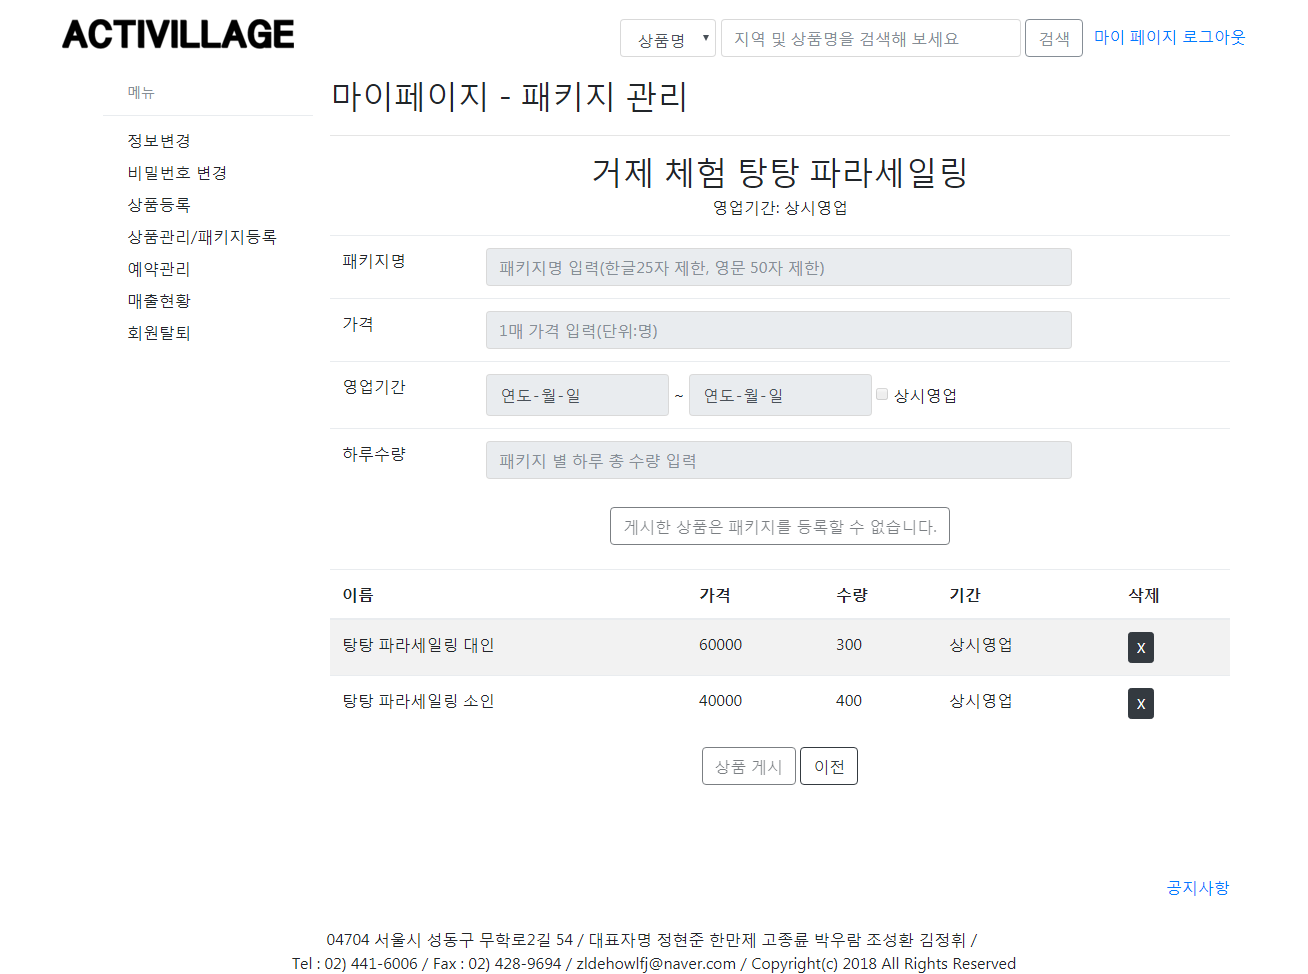 ACTIVILLAGE
상품명 ▾ 지역 및 상품명을 검색해 보세요 검색 마이 페이지 로그아웃
메뉴
정보변경
비밀번호 변경
상품등록
상품관리/패키지등록
예약관리
매출현황
회원탈퇴
마이페이지 - 패키지 관리
거제 체험 탕탕 파라세일링
영업기간: 상시영업
패키지명 패키지명 입력(한글25자 제한, 영문 50자 제한)
가격 1매 가격 입력(단위:명)
영업기간 연도-월-일 ~ 연도-월-일 상시영업
하루수량 패키지 별 하루 총 수량 입력
게시한 상품은 패키지를 등록할 수 없습니다.
이름 가격 수량 기간 삭제
탕탕 파라세일링 대인 60000 300 상시영업 X
탕탕 파라세일링 소인 40000 400 상시영업 X
상품 게시 이전
공지사항
04704 서울시 성동구 무학로2길 54 / 대표자명 정현준 한만제 고종륜 박우람 조성환 김정휘 /
Tel : 02) 441-6006 / Fax : 02) 428-9694 / zldehowlfj@naver.com / Copyright(c) 2018 All Rights Reserved